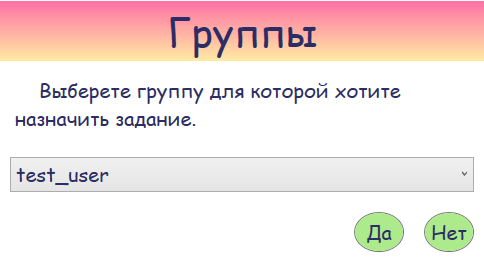 Группы
Выберете группу для которой хотите
назначить задание.
test_user
Да Нет